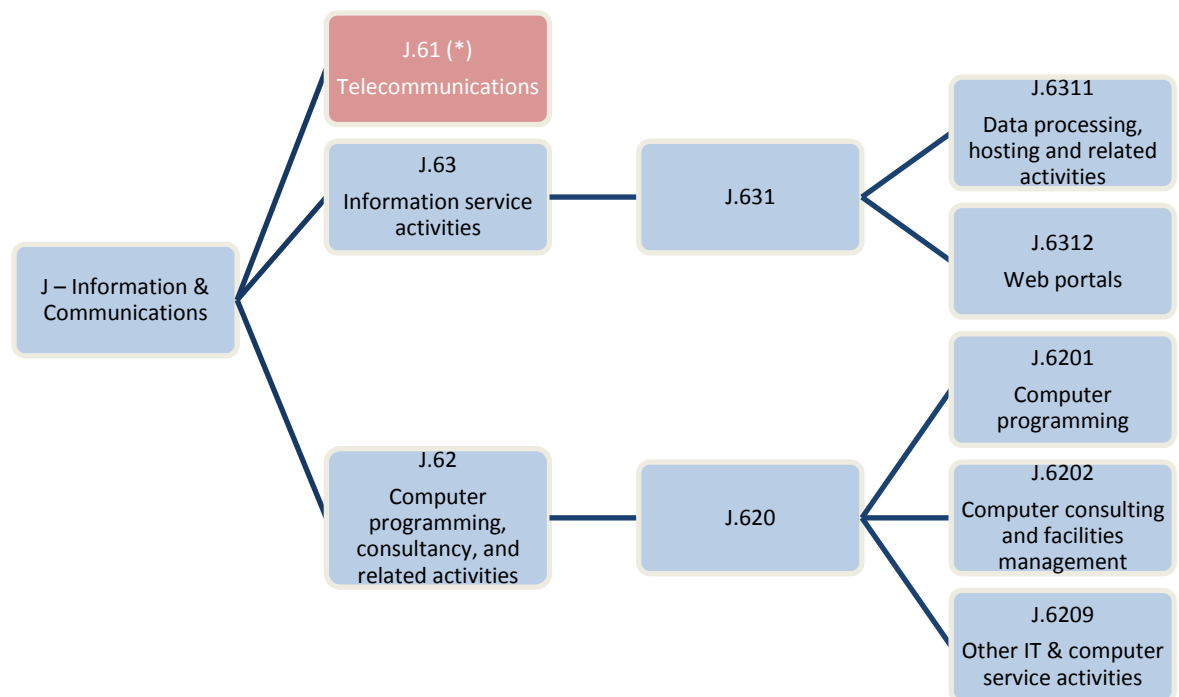 J – Information &
Communications
J.61 (*)
Telecommunications
J.63
Information service
activities
J.631
J.6311
Data processing,
hosting and related
activities
J.6312
Web portals
J.62
Computer
programming,
consultancy, and
related activities
J.620
J.6201
Computer
programming
J.6202
Computer consulting
and facilities
management
J.6209
Other IT & computer
service activities